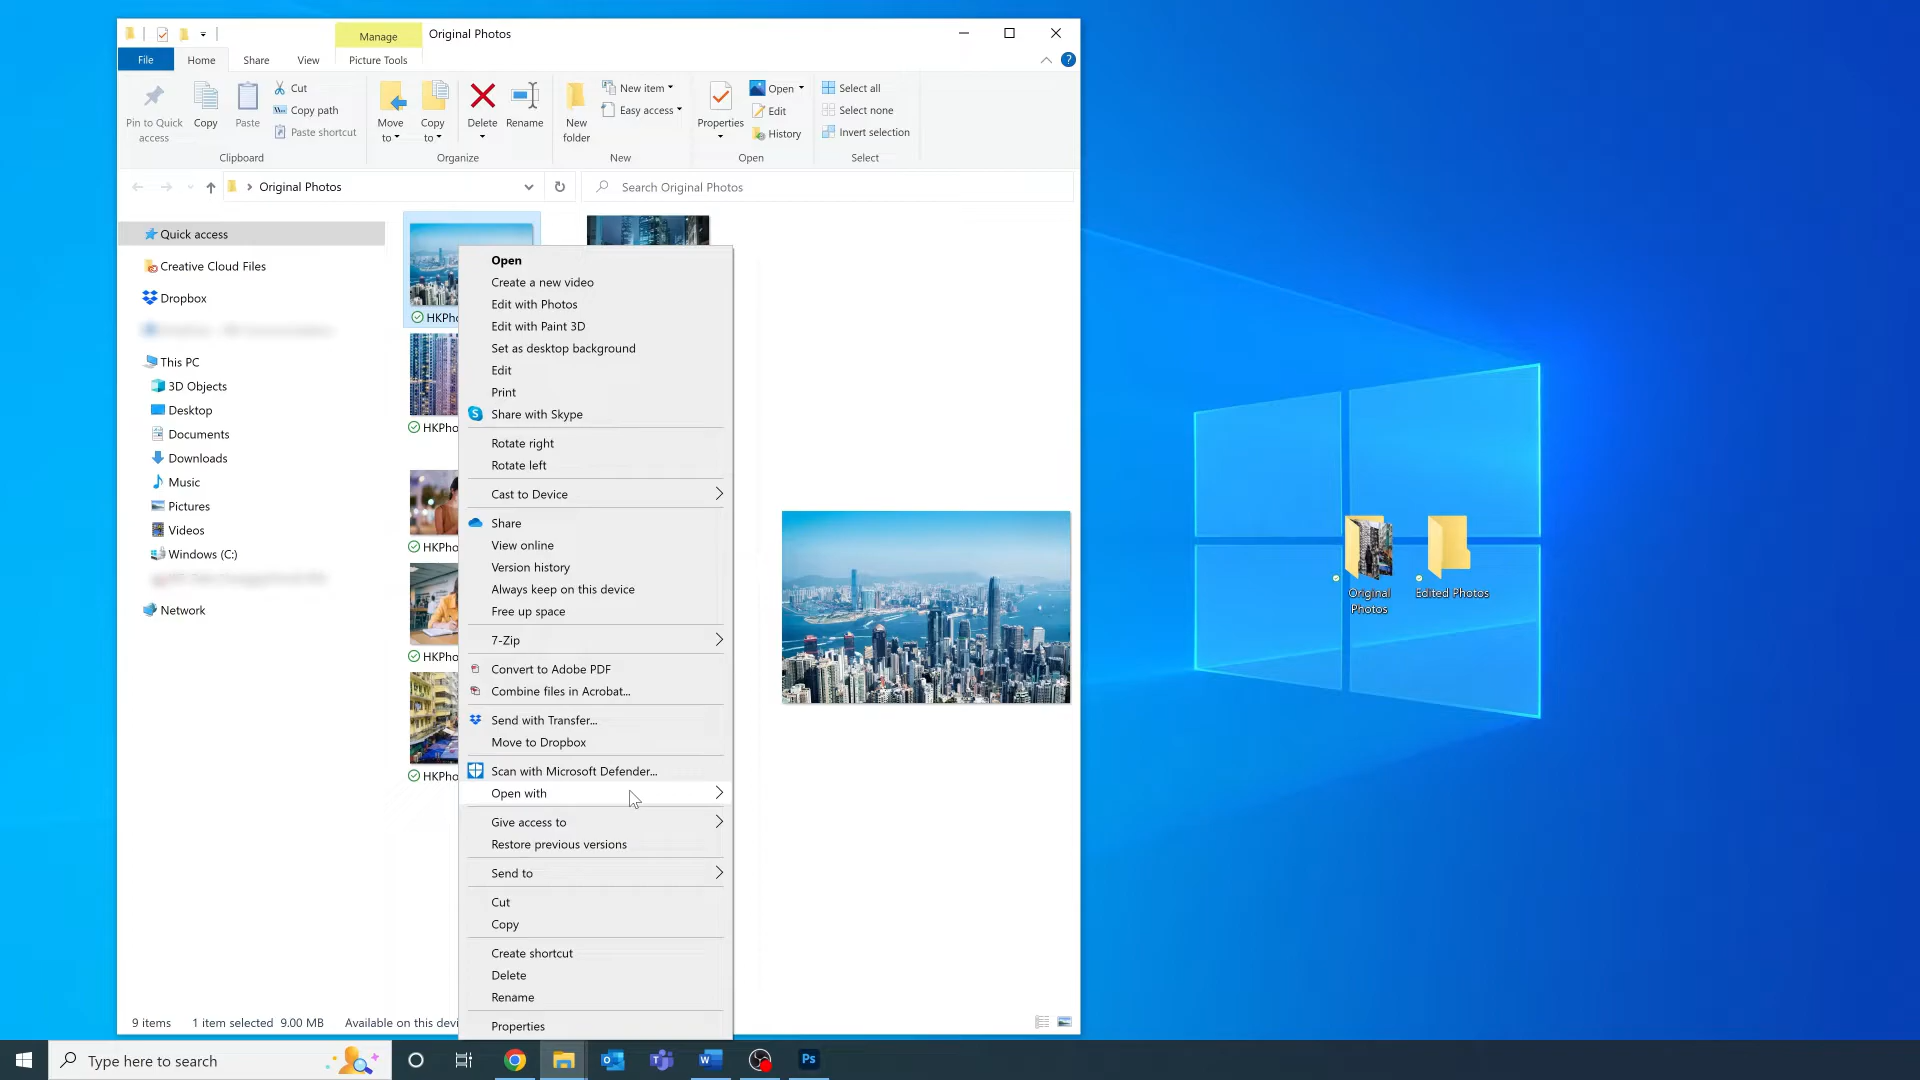 Manage
Original Photos
File
Home
Share
View
Picture Tools
Pin to Quick
access
Copy
Paste
Cut
Copy path
Paste shortcut
Clipboard
Move
to
Copy
to
Delete
Rename
Organize
New
folder
New item
Easy access
New
Properties
Open
Edit
History
Open
Select all
Select none
Invert selection
Select
Original Photos
Search Original Photos
Quick access
Creative Cloud Files
Dropbox
This PC
3D Objects
Desktop
Documents
Downloads
Music
Pictures
Videos
Windows (C:)
Network
HKPho
HKPho
HKPho
HKPho
HKPho
Open
Create a new video
Edit with Photos
Edit with Paint 3D
Set as desktop background
Edit
Print
Share with Skype
Rotate right
Rotate left
Cast to Device
Share
View online
Version history
Always keep on this device
Free up space
7-Zip
Convert to Adobe PDF
Combine files in Acrobat...
Send with Transfer...
Move to Dropbox
Scan with Microsoft Defender...
Open with
Give access to
Restore previous versions
Send to
Cut
Copy
Create shortcut
Delete
Rename
Properties
Original
Photos
Edited Photos
9 items
1 item selected 9.00 MB
Available on this devi
Type here to search
Ps